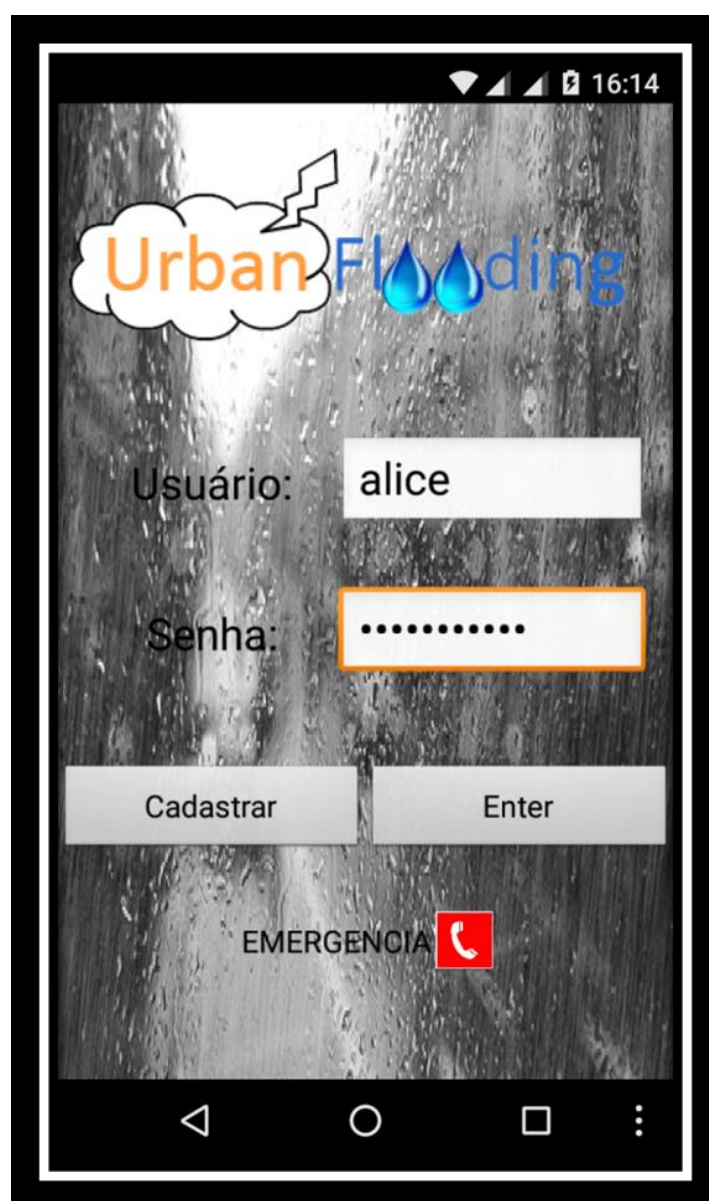 16:14
Urban Flooding
Usuário: alice
Senha: •••••••••••
Cadastrar Enter
EMERGENCIA